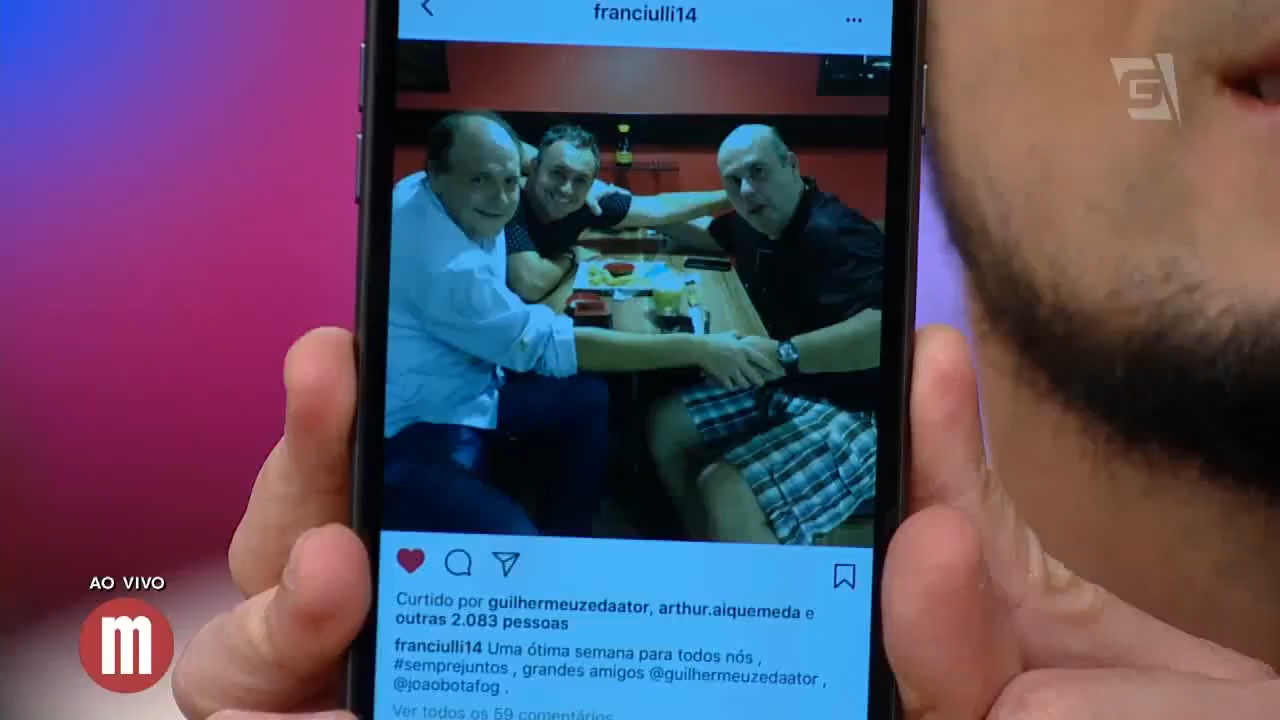 franciulli14
Curtido por guilhermeuzedaator, arthur.aiquemeda e
outras 2.083 pessoas
franciulli14 Uma ótima semana para todos nós ,
#semprejuntos , grandes amigos @guilhermeuzedaator ,
@joaobotafog .
Ver todos os 59 comentários
AO VIVO
m